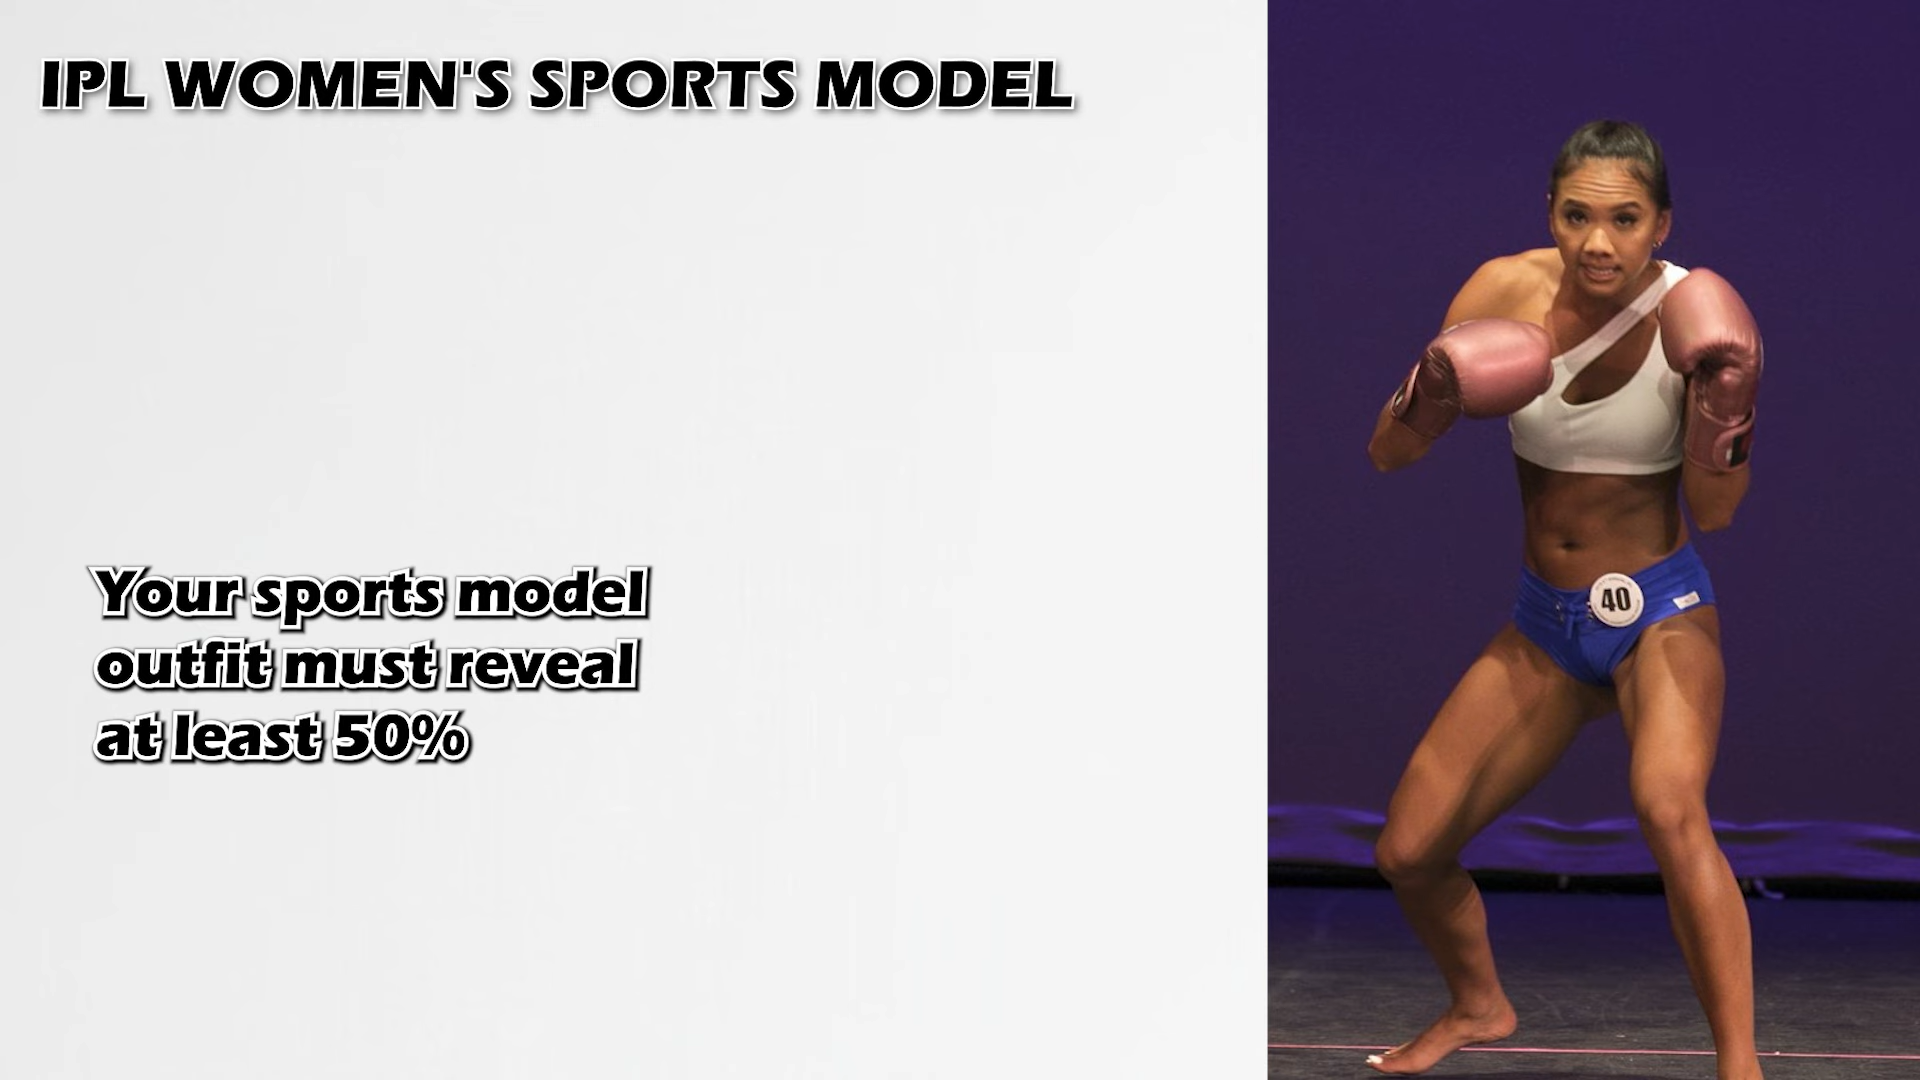 IPL WOMEN'S SPORTS MODEL
Your sports model
outfit must reveal
at least 50%
40